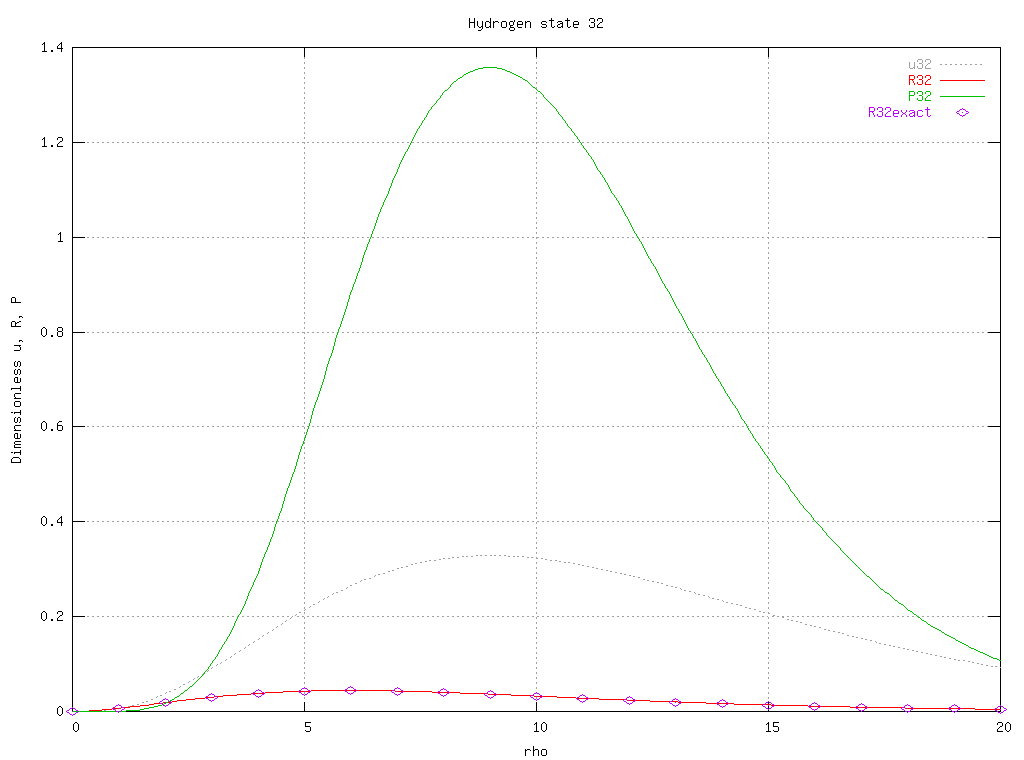 Hydrogen state 32
1.4
1.2
1
0.8
0.6
0.4
0.2
0
Dimensionless u, R, P
u32
R32
P32
R32exact
0 5 10 15 20
rho